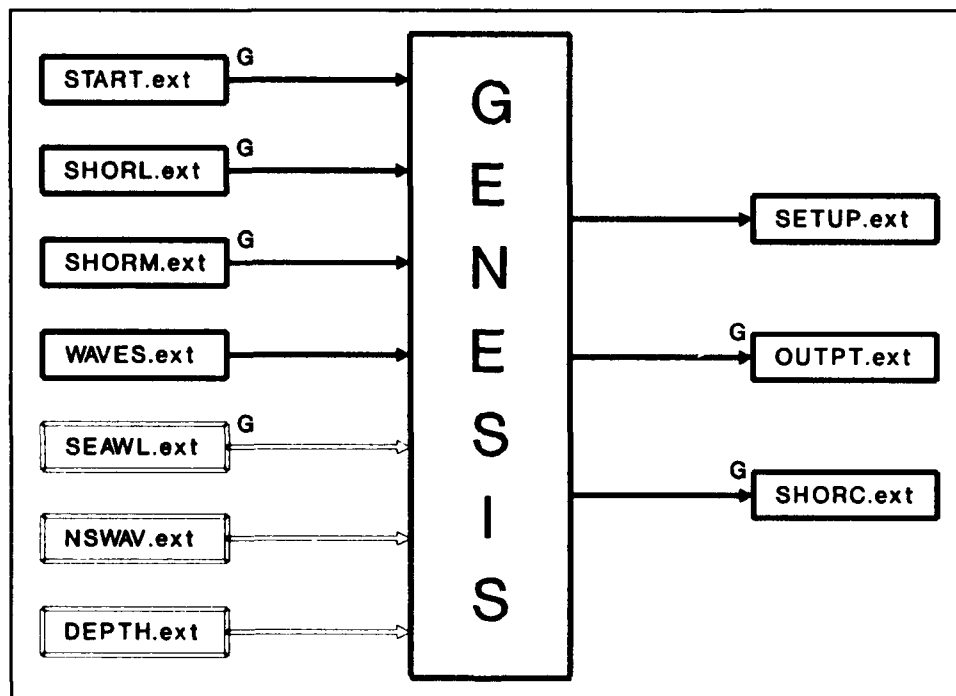 G
START.ext
G
SHORL.ext
G
SHORM.ext
WAVES.ext
G
SEAWL.ext
NSWAV.ext
DEPTH.ext
GENESIS
SETUP.ext
G
OUTPT.ext
G
SHORC.ext